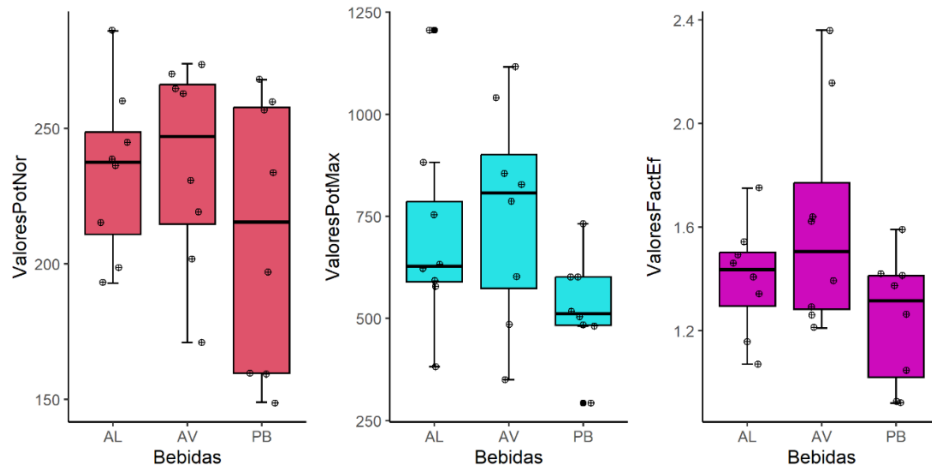 ValoresPotNor
250
200
150
AL AV PB
Bebidas
ValoresPotMax
1250
1000
750
500
250
AL AV PB
Bebidas
ValoresFactEf
2.4
2.0
1.6
1.2
AL AV PB
Bebidas